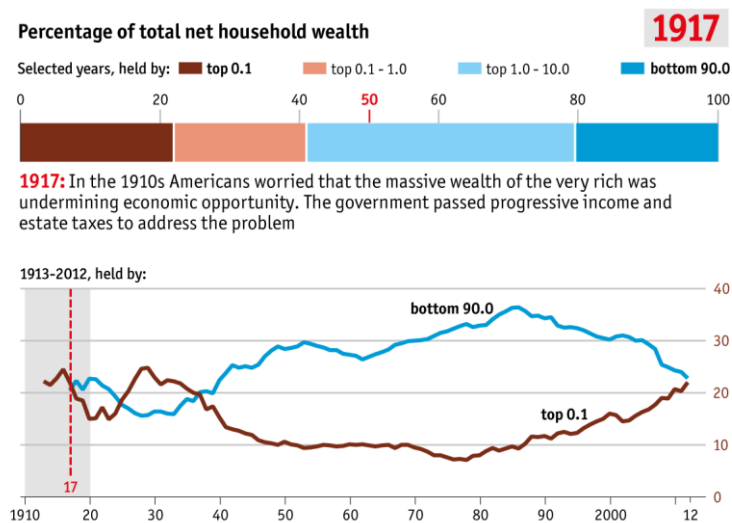 Percentage of total net household wealth
1917
Selected years, held by: top 0.1 top 0.1 - 1.0 top 1.0 - 10.0 bottom 90.0
0 20 40 50 60 80 100
1917: In the 1910s Americans worried that the massive wealth of the very rich was
undermining economic opportunity. The government passed progressive income and
estate taxes to address the problem
1913-2012, held by:
40
bottom 90.0
30
20
top 0.1
10
17
0
1910 20 30 40 50 60 70 80 90 2000 12